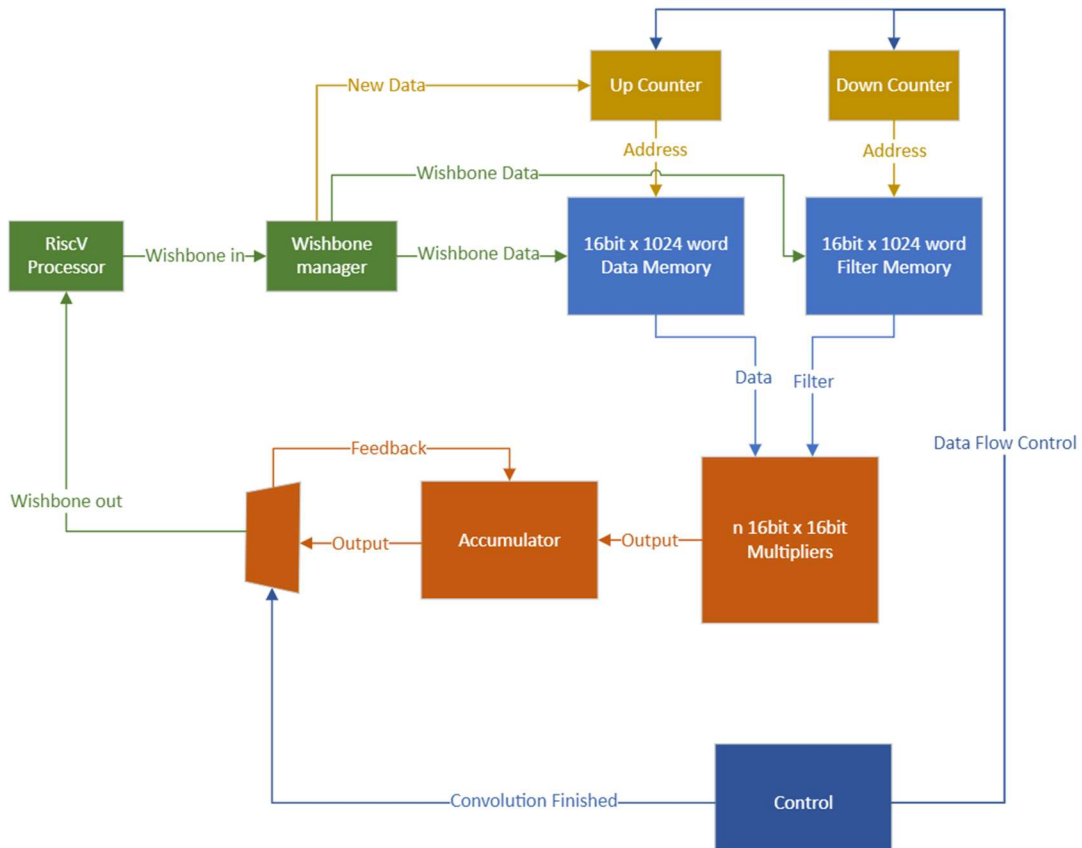 New Data
Up Counter
Down Counter
Address
Address
Wishbone Data
RiscV
Processor
Wishbone in
Wishbone
manager
Wishbone Data
16bit x 1024 word
Data Memory
16bit x 1024 word
Filter Memory
Data
Filter
Data Flow Control
Feedback
Wishbone out
Output
Accumulator
Output
n 16bit x 16bit
Multipliers
Convolution Finished
Control